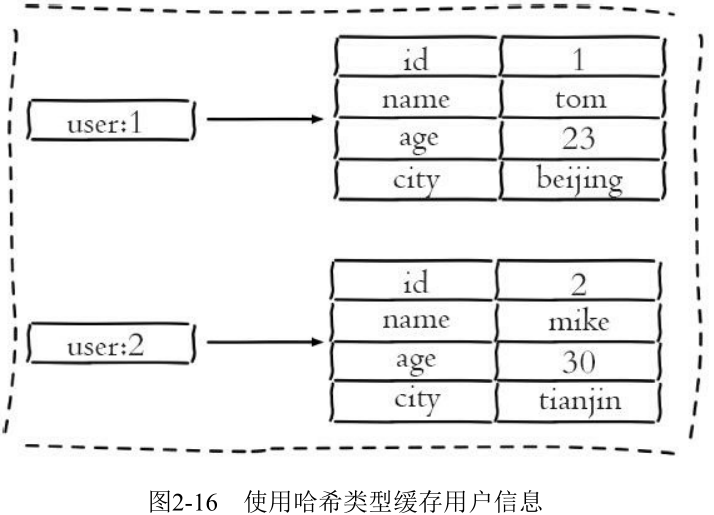 id 1
name tom
user:1
age 23
city beijing
id 2
name mike
user:2
age 30
city tianjin
图2-16 使用哈希类型缓存用户信息